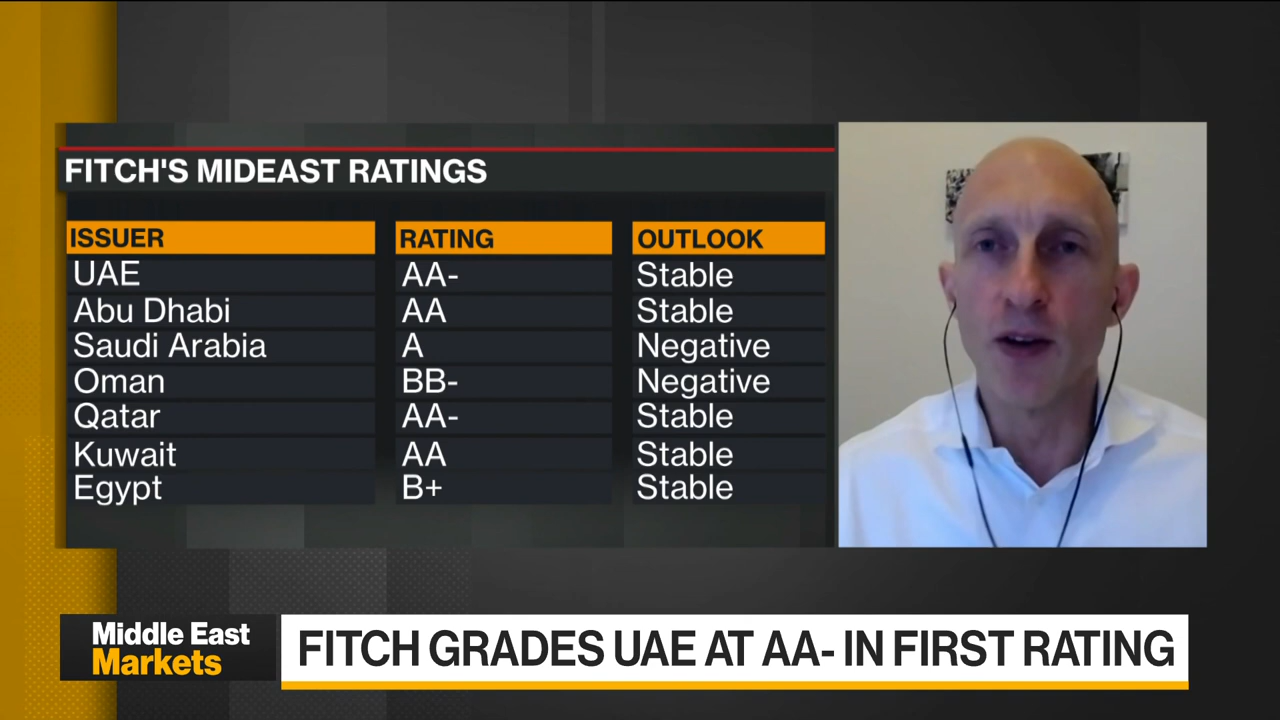 FITCH'S MIDEAST RATINGS
ISSUER RATING OUTLOOK
UAE AA- Stable
Abu Dhabi AA Stable
Saudi Arabia A Negative
Oman BB- Negative
Qatar AA- Stable
Kuwait AA Stable
Egypt B+ Stable
Middle East
Markets
FITCH GRADES UAE AT AA- IN FIRST RATING